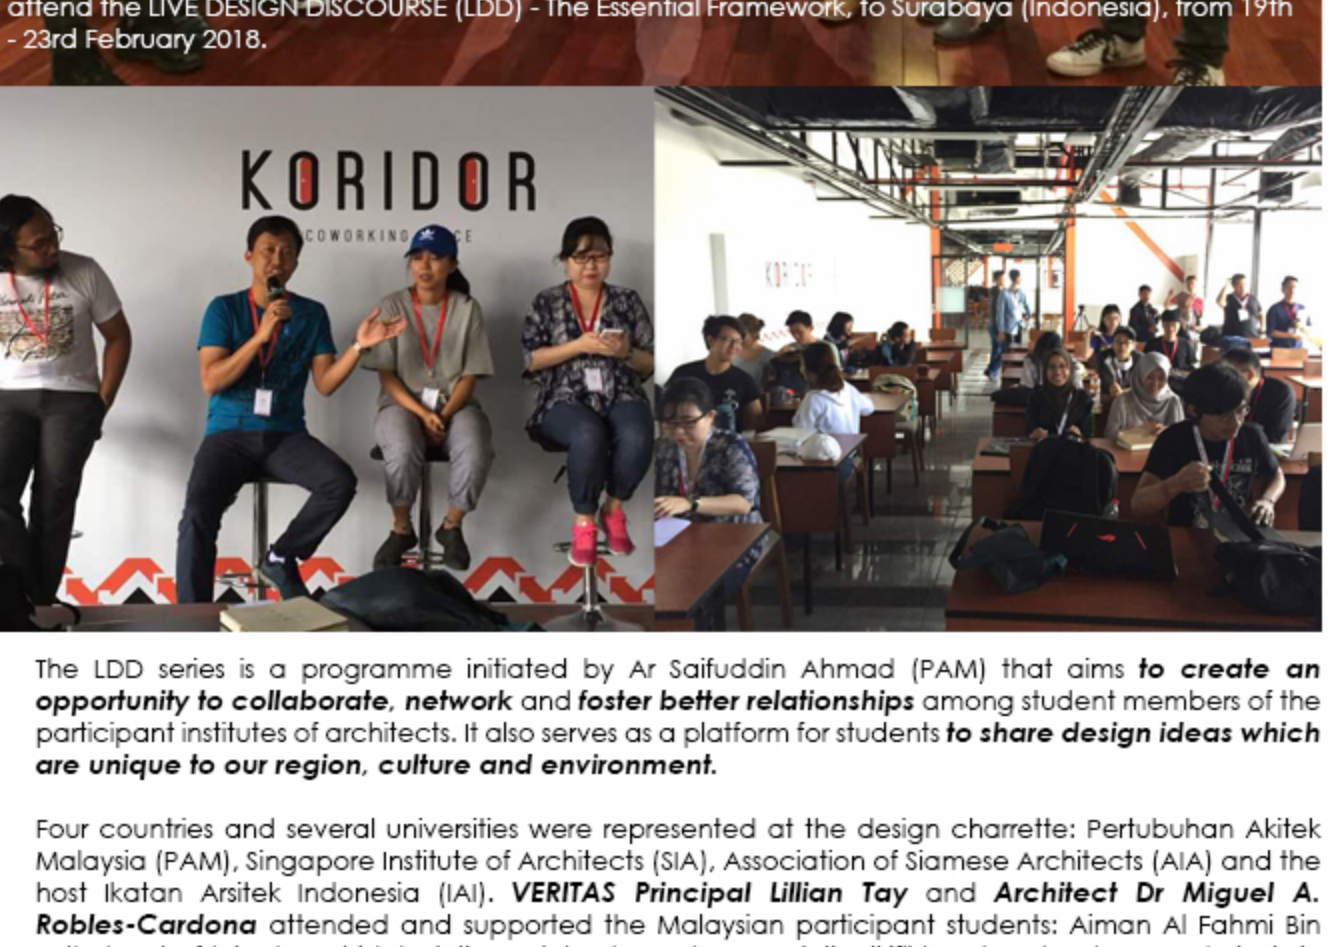 attend the LIVE DESIGN DISCOURSE (LDD) - The Essential Framework, to Surabaya (Indonesia), from 19th
- 23rd February 2018.
KORIDOR
COWORKING
KORIDOR
The LDD series is a programme initiated by Ar Saifuddin Ahmad (PAM) that aims to create an
opportunity to collaborate, network and foster better relationships among student members of the
participant institutes of architects. It also serves as a platform for students to share design ideas which
are unique to our region, culture and environment.
Four countries and several universities were represented at the design charrette: Pertubuhan Akitek
Malaysia (PAM), Singapore Institute of Architects (SIA), Association of Siamese Architects (AIA) and the
host Ikatan Arsitek Indonesia (IAI). VERITAS Principal Lillian Tay and Architect Dr Miguel A.
Robles-Cardona attended and supported the Malaysian participant students: Aiman Al Fahmi Bin